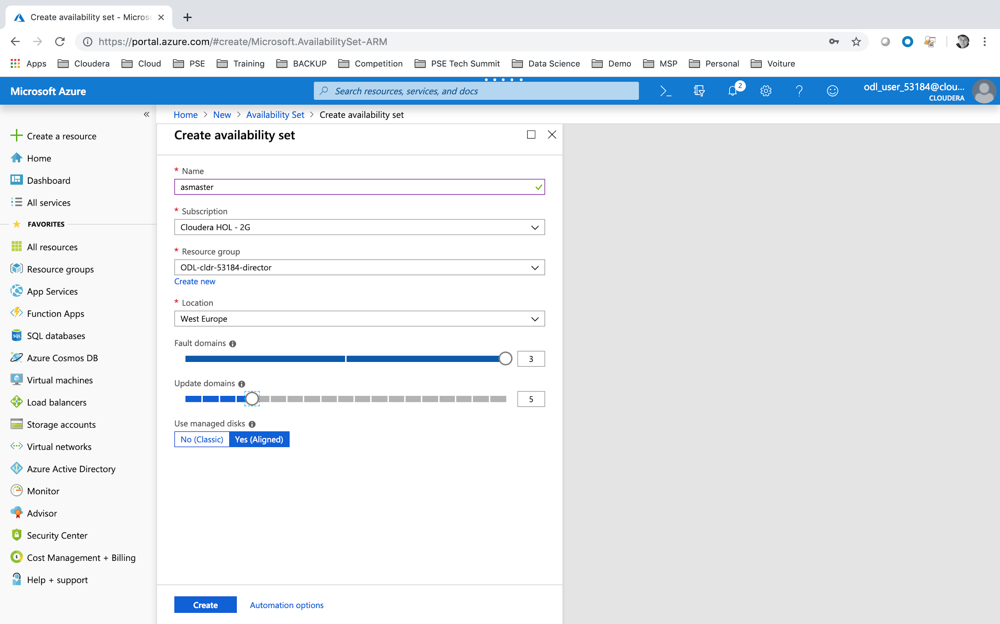 Create availability set - Micros
https://portal.azure.com/#create/Microsoft.AvailabilitySet-ARM
Apps Cloudera Cloud PSE Training BACKUP Competition PSE Tech Summit Data Science Demo MSP Personal Voiture
Microsoft Azure
Search resources, services, and docs
2
odl_user_53184@clou...
CLOUDERA
Home > New > Availability Set > Create availability set
Create a resource
Home
Dashboard
All services
FAVORITES
All resources
Resource groups
App Services
Function Apps
SQL
SQL databases
Azure Cosmos DB
Virtual machines
Load balancers
Storage accounts
Virtual networks
Azure Active Directory
Monitor
Advisor
Security Center
Cost Management + Billing
Help + support
Create availability set
* Name
asmaster
* Subscription
Cloudera HOL - 2G
* Resource group
ODL-cldr-53184-director
Create new
* Location
West Europe
Fault domains
3
Update domains
5
Use managed disks
No (Classic) Yes (Aligned)
Create Automation options